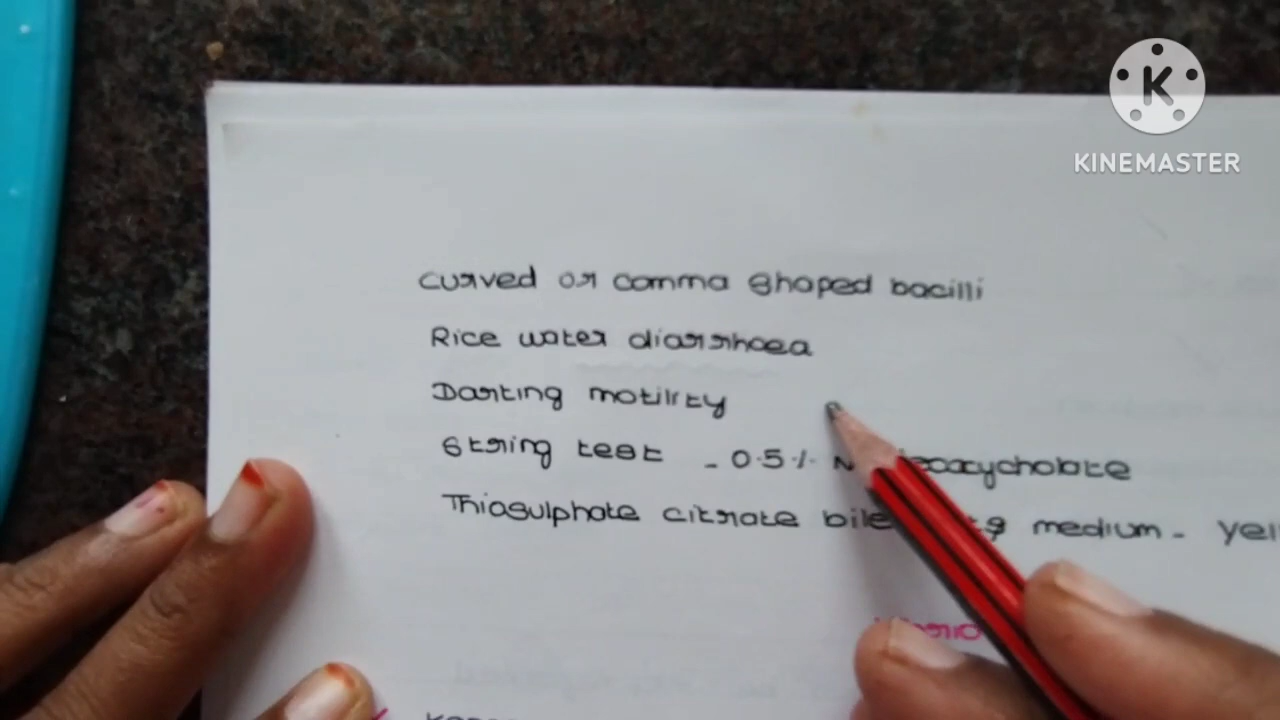 KINEMASTER
curved or comma shaped bacilli
Rice water diarrhoea
Darting motility
String test - 0.5%
Thiosulphate citrate bile medium -